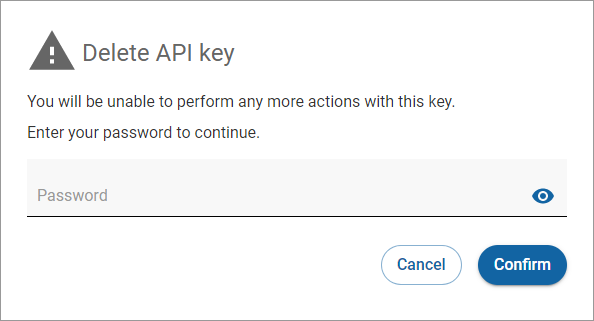 Delete API key
You will be unable to perform any more actions with this key.
Enter your password to continue.
Password
Cancel Confirm